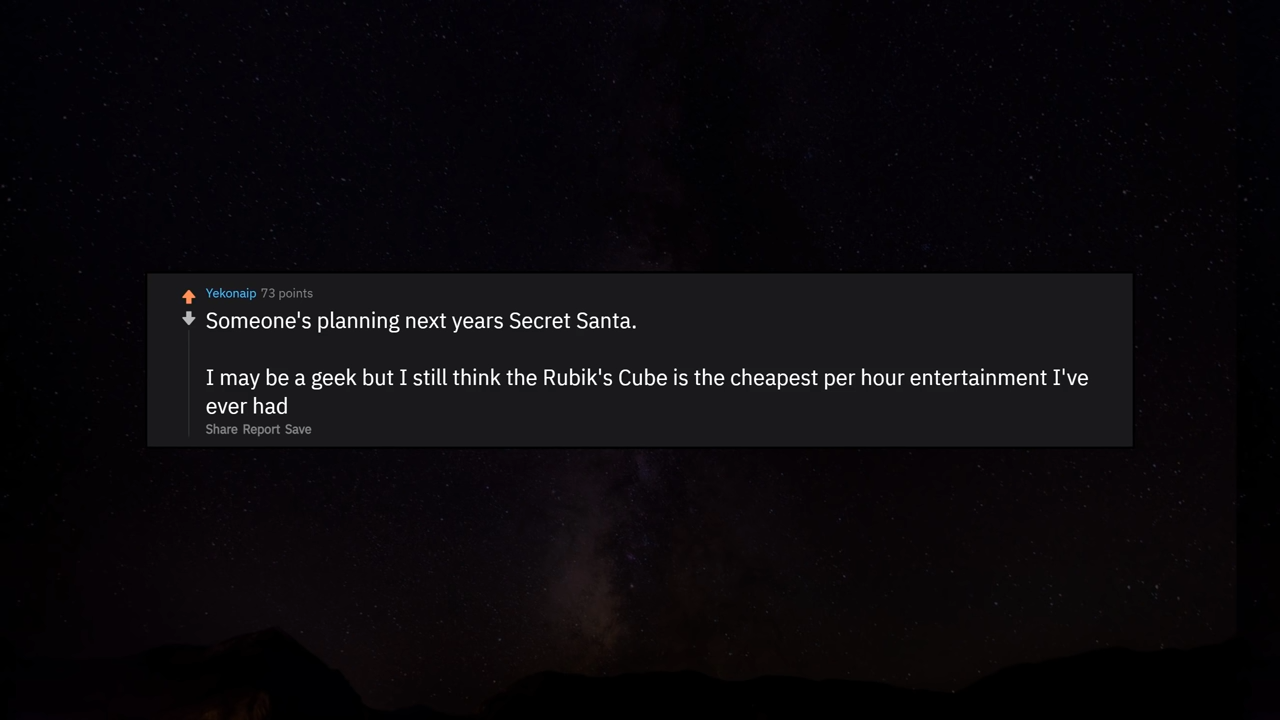 Yekonaip 73 points
Someone's planning next years Secret Santa.
I may be a geek but I still think the Rubik's Cube is the cheapest per hour entertainment I've
ever had
Share Report Save